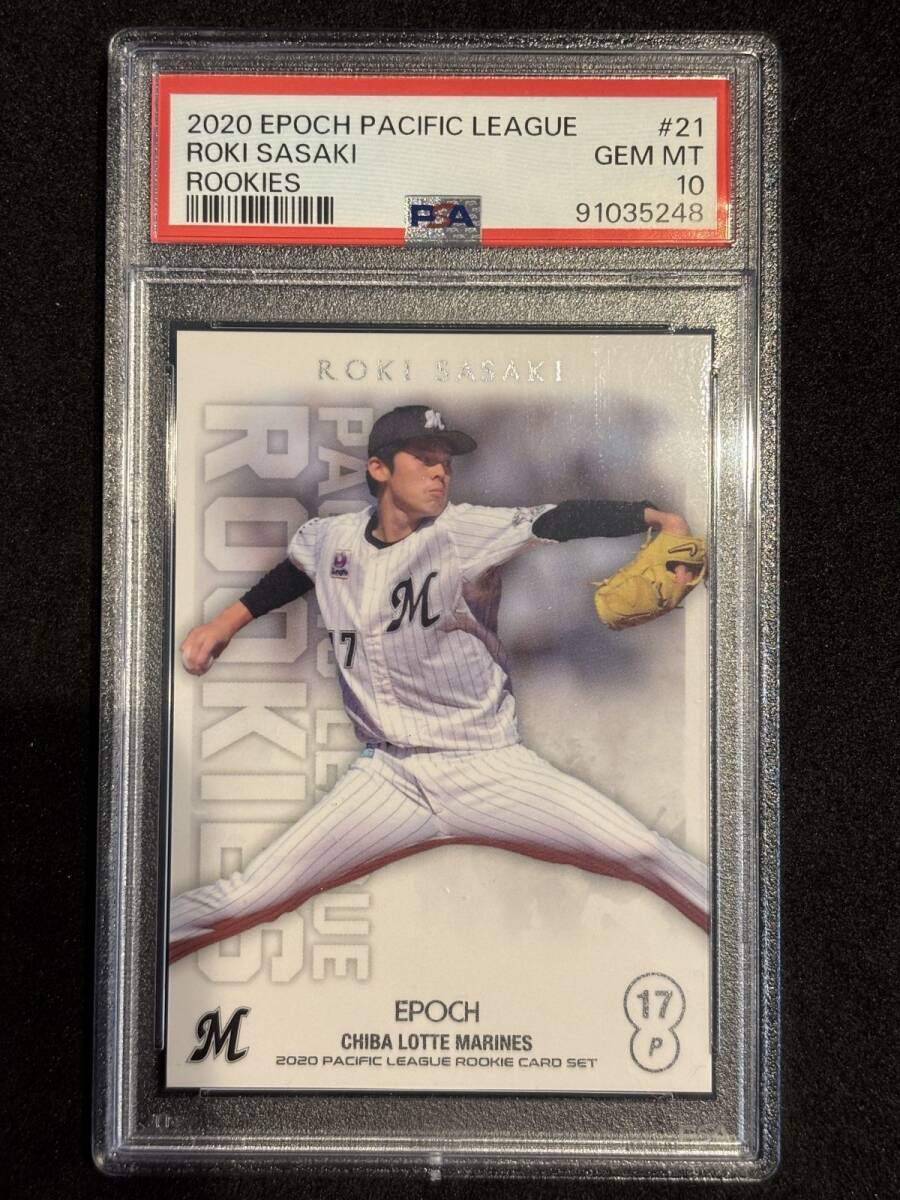 2020 EPOCH PACIFIC LEAGUE #21
ROKI SASAKI GEM MT
ROOKIES 10
PSA 91035248
ROKI SASAKI
PACIFIC LEAGUE
ROOKIES
M
M
17
EPOCH
CHIBA LOTTE MARINES
2020 PACIFIC LEAGUE ROOKIE CARD SET
M
17
P